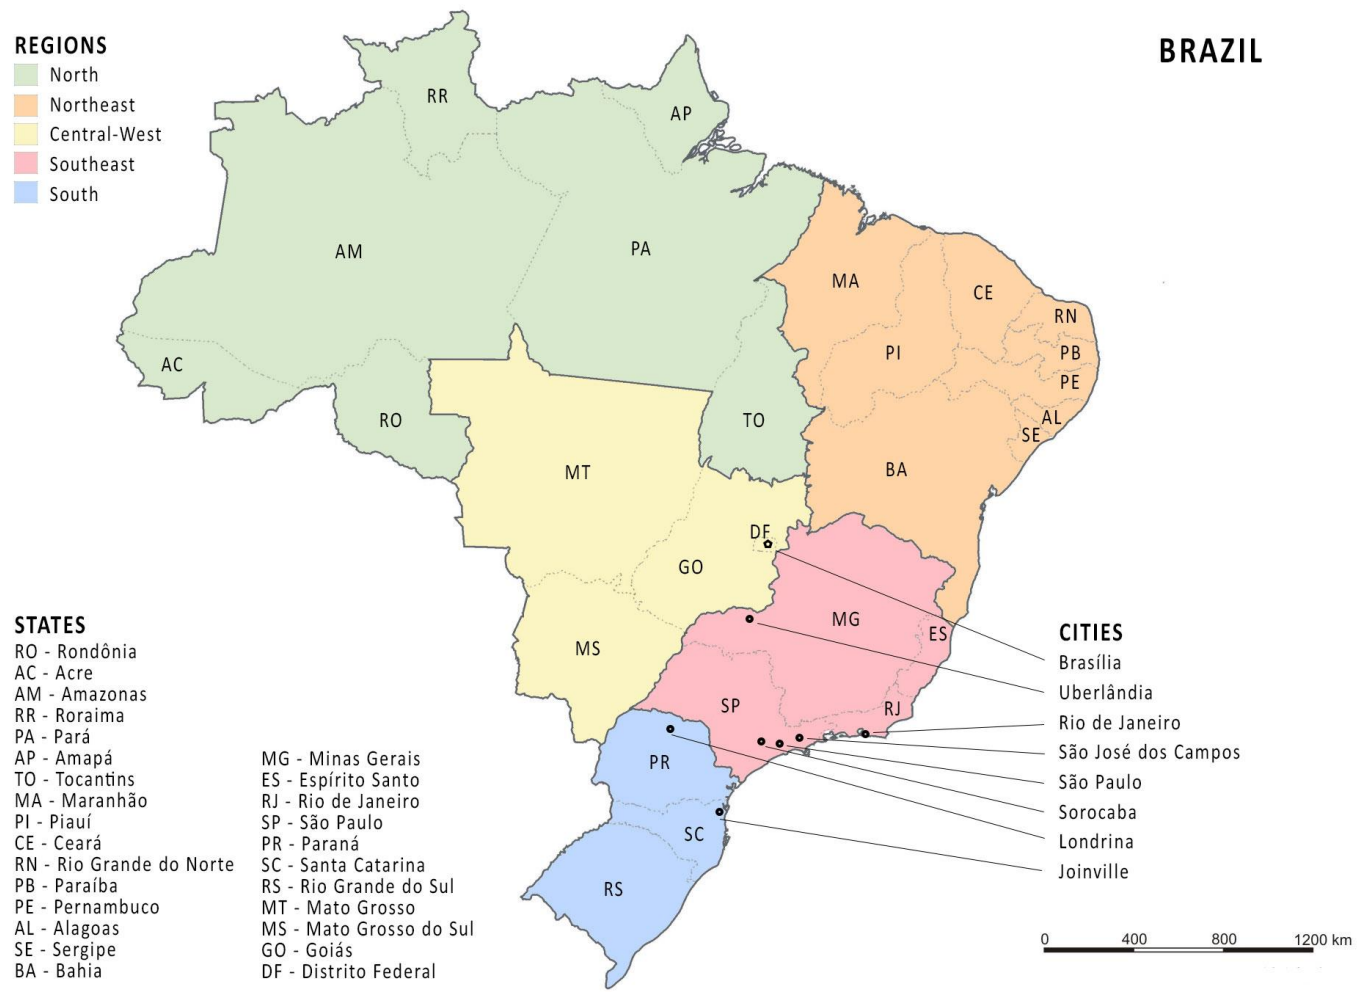 BRAZIL
REGIONS
North
Northeast
Central-West
Southeast
South
RR
AP
AM
PA
MA
CE
RN
PI
PB
PE
AC
RO
TO
AL
SE
MT
BA
DF
GO
MG
ES
MS
SP
RJ
PR
SC
RS
STATES
RO - Rondônia
AC - Acre
AM - Amazonas
RR - Roraima
PA - Pará
AP - Amapá
TO - Tocantins
MA - Maranhão
PI - Piauí
CE - Ceará
RN - Rio Grande do Norte
PB - Paraíba
PE - Pernambuco
AL - Alagoas
SE - Sergipe
BA - Bahia
MG - Minas Gerais
ES - Espírito Santo
RJ - Rio de Janeiro
SP - São Paulo
PR - Paraná
SC - Santa Catarina
RS - Rio Grande do Sul
MT - Mato Grosso
MS - Mato Grosso do Sul
GO - Goiás
DF - Distrito Federal
CITIES
Brasília
Uberlândia
Rio de Janeiro
São José dos Campos
São Paulo
Sorocaba
Londrina
Joinville
0 400 800 1200 km